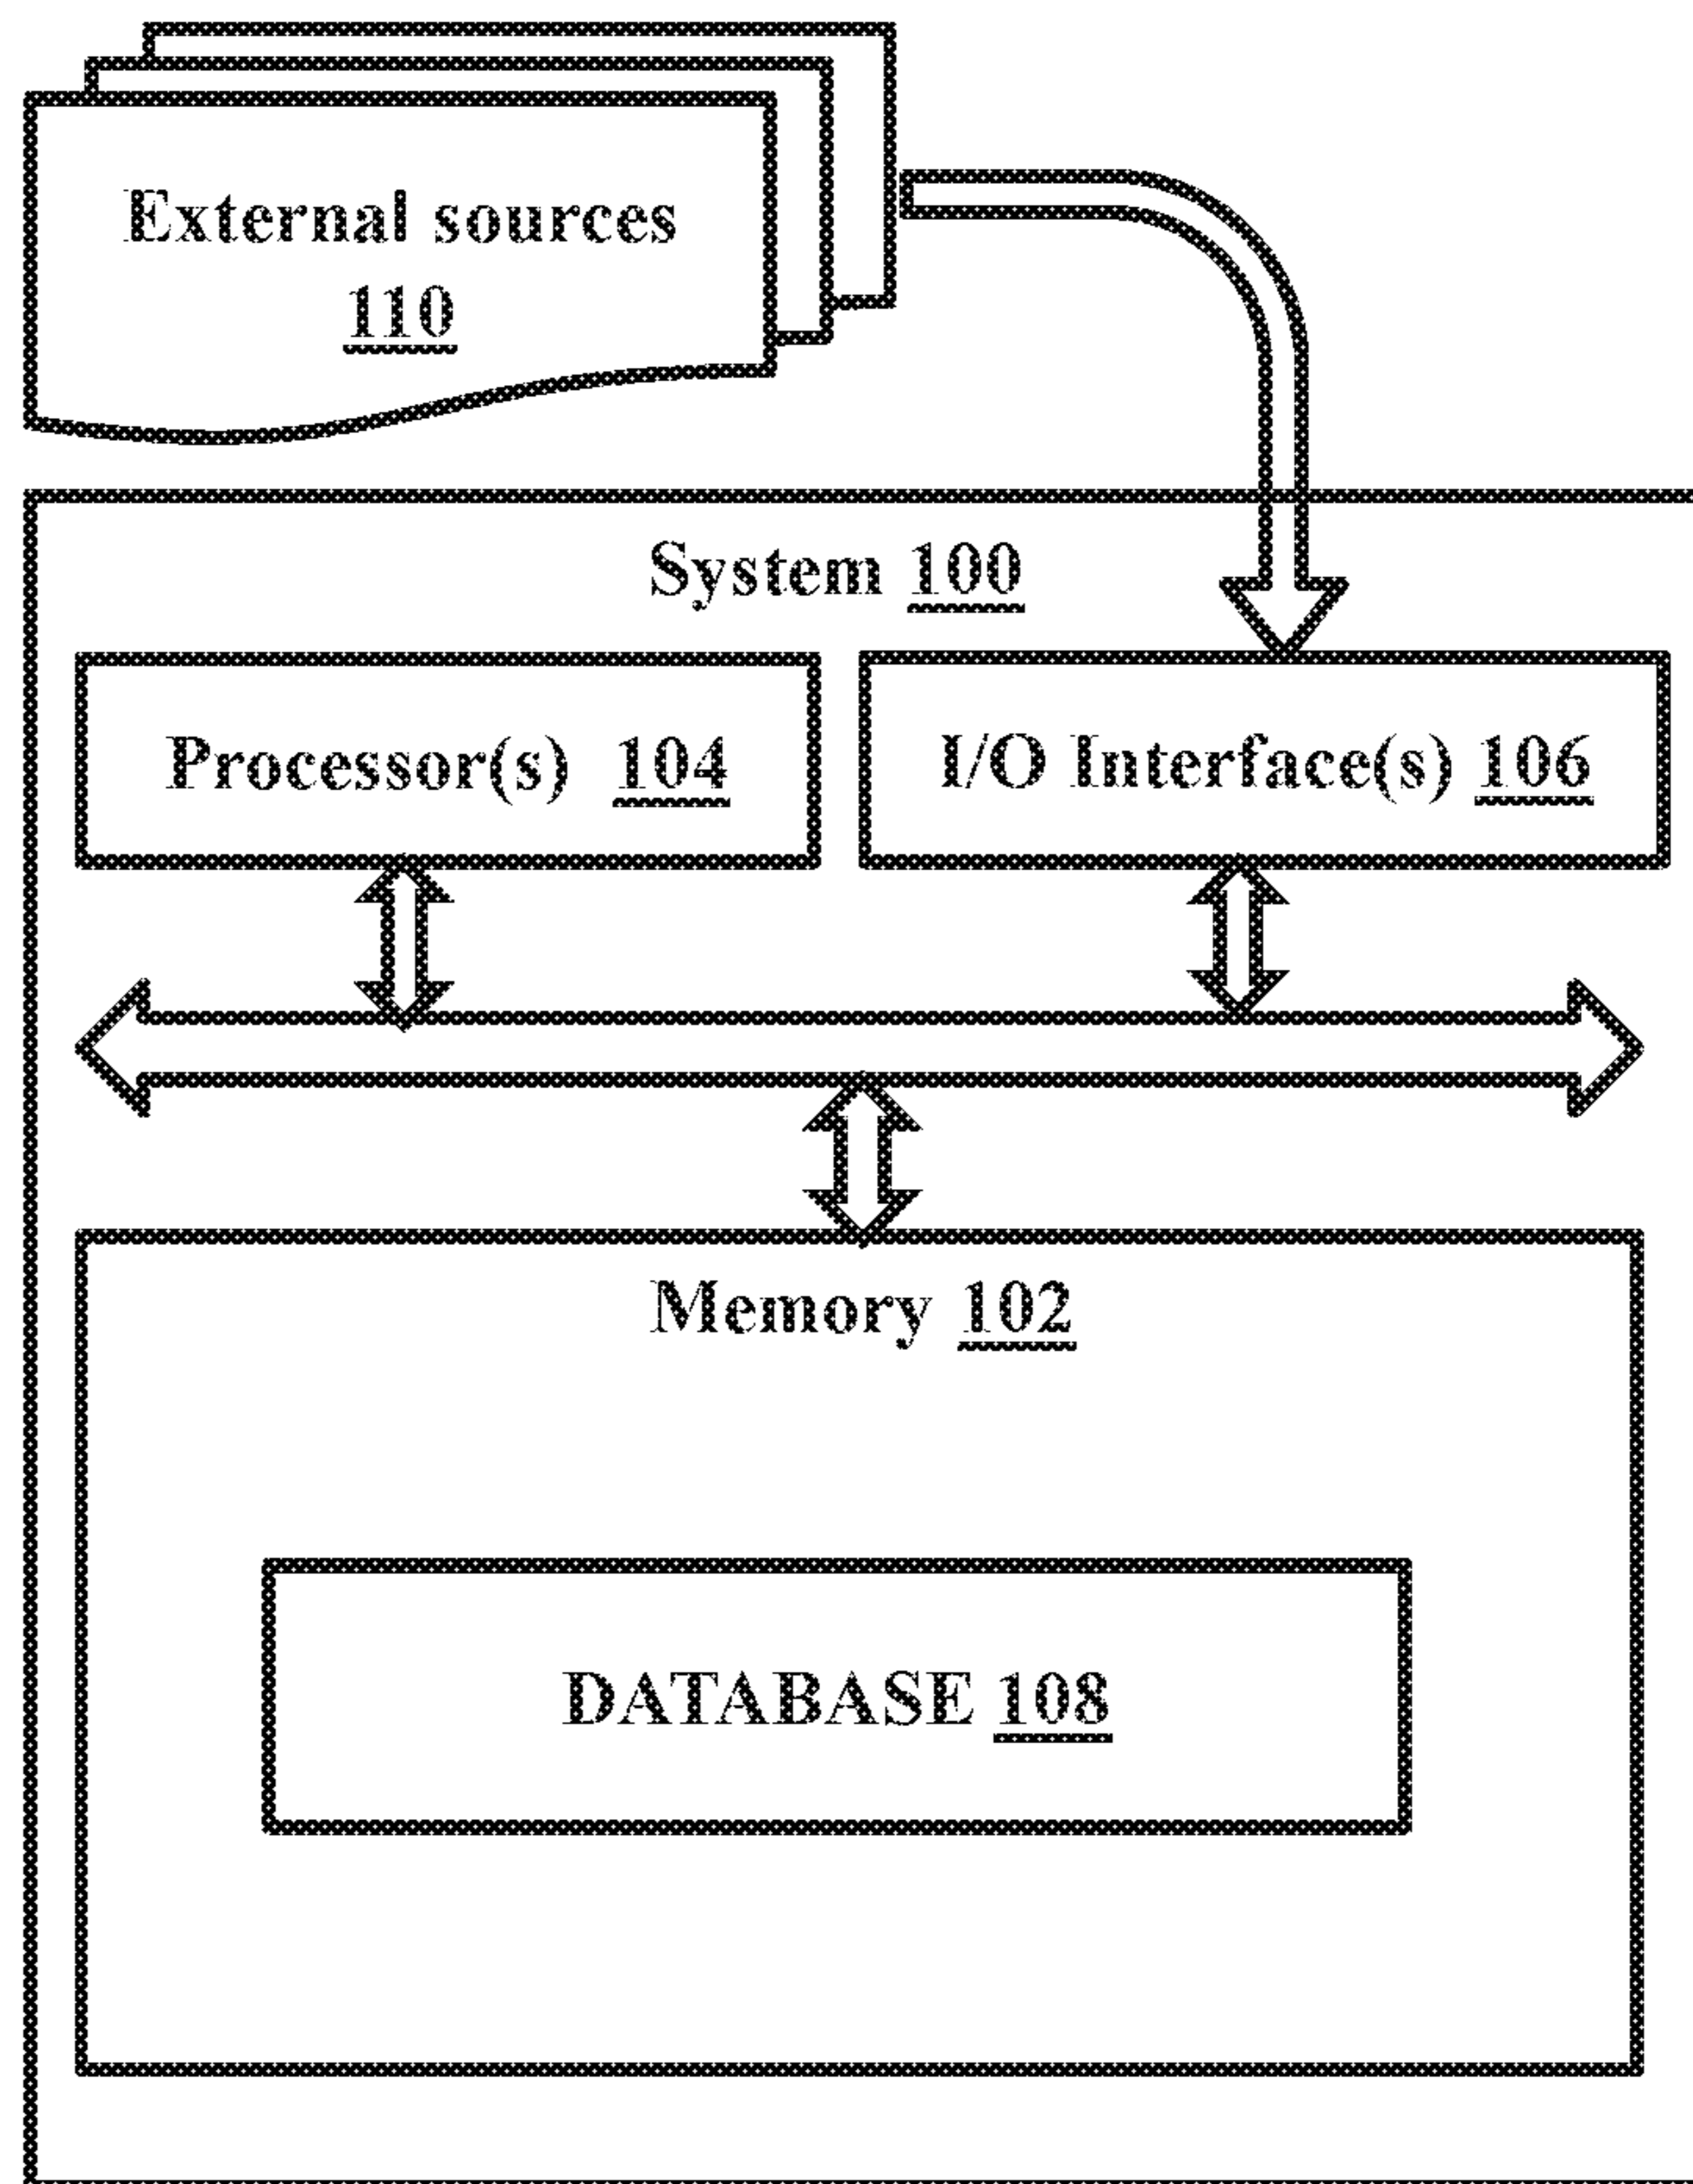 External sources
110
System 100
Processor(s) 104
I/O Interface(s) 106
Memory 102
DATABASE 108